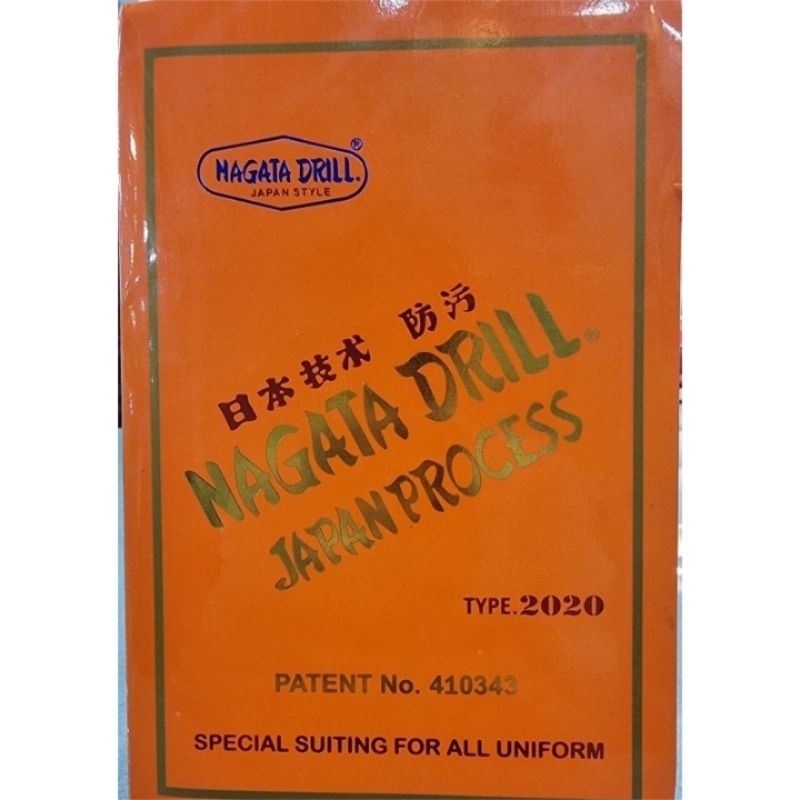 NAGATA DRILL. ®
JAPAN STYLE
日本技术 防污
NAGATA DRILL ®
JAPAN PROCESS
TYPE.2020
PATENT No. 410343
SPECIAL SUITING FOR ALL UNIFORM